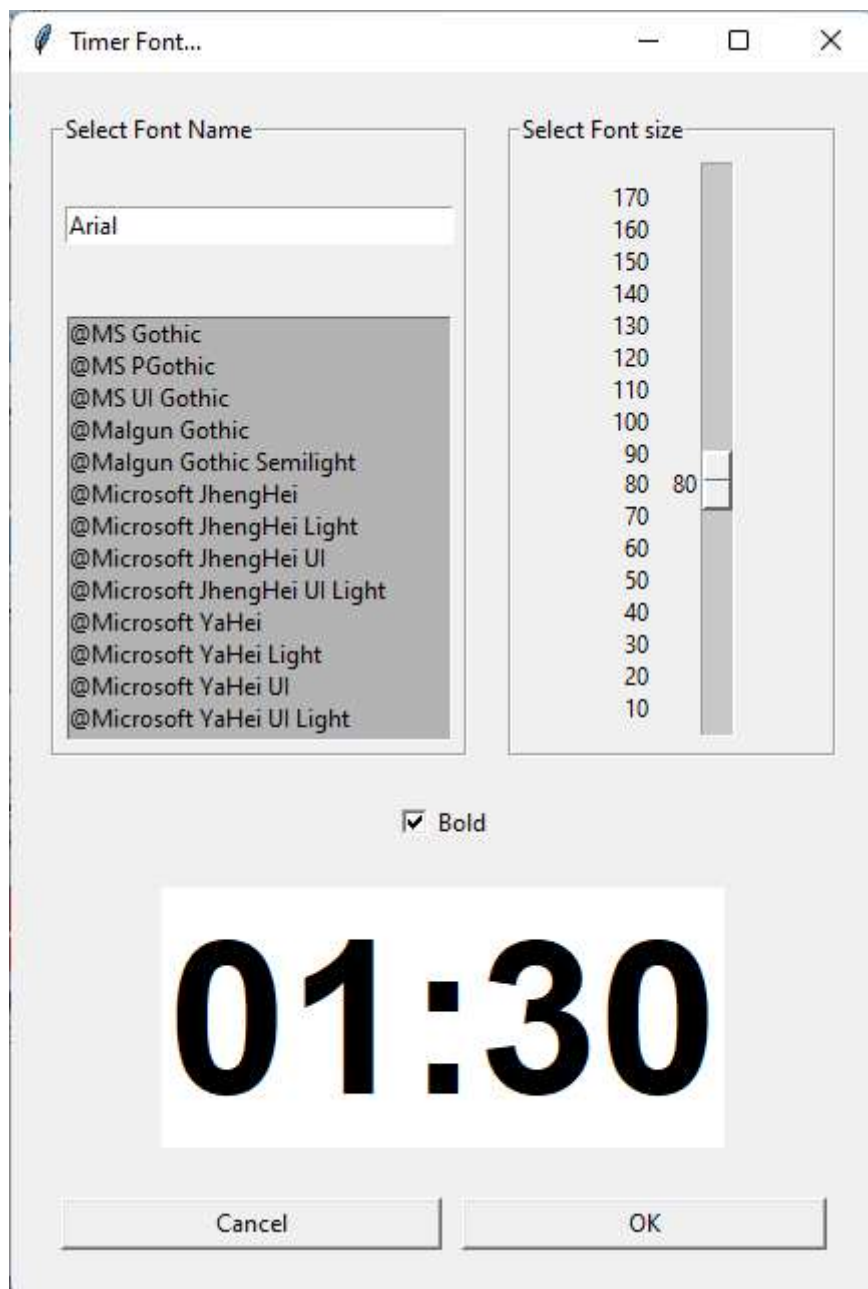 Timer Font...
Select Font Name
Arial
@MS Gothic
@MS PGothic
@MS UI Gothic
@Malgun Gothic
@Malgun Gothic Semilight
@Microsoft JhengHei
@Microsoft JhengHei Light
@Microsoft JhengHei UI
@Microsoft JhengHei UI Light
@Microsoft YaHei
@Microsoft YaHei Light
@Microsoft YaHei UI
@Microsoft YaHei UI Light
Select Font size
170
160
150
140
130
120
110
100
90
80 80
70
60
50
40
30
20
10
Bold
01:30
Cancel
OK